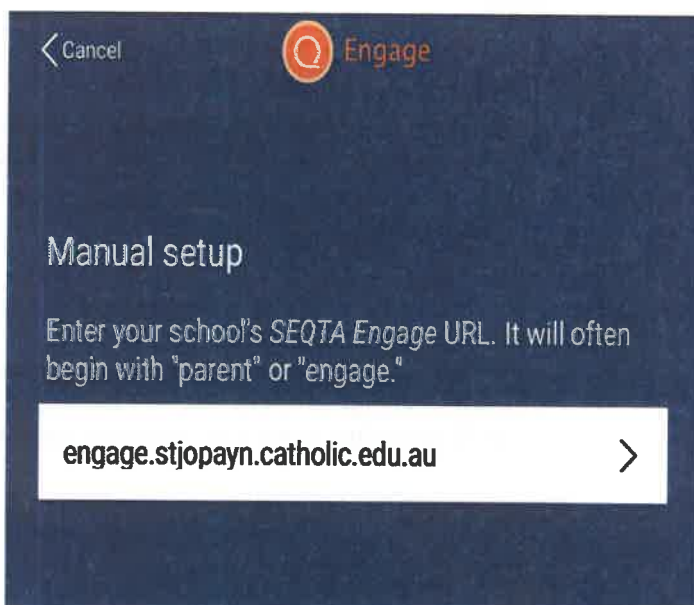 Cancel
Engage
Manual setup
Enter your school's SEQTA Engage URL. It will often
begin with "parent" or "engage."
engage.stjopayn.catholic.edu.au